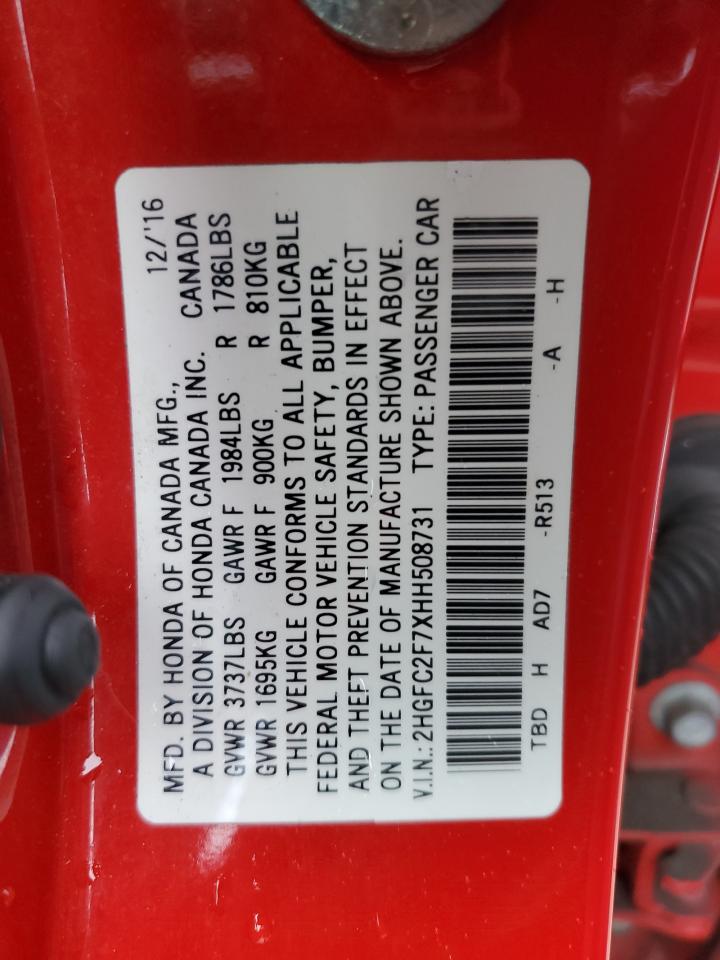 MFD. BY HONDA OF CANADA MFG., 12/'16
A DIVISION OF HONDA CANADA INC. CANADA
GVWR 3737LBS GAWR F 1984LBS R 1786LBS
GVWR 1695KG GAWR F 900KG R 810KG
THIS VEHICLE CONFORMS TO ALL APPLICABLE
FEDERAL MOTOR VEHICLE SAFETY, BUMPER,
AND THEFT PREVENTION STANDARDS IN EFFECT
ON THE DATE OF MANUFACTURE SHOWN ABOVE.
V.I.N.: 2HGFC2F7XHH508731 TYPE: PASSENGER CAR
TBD H AD7 -R513 -A -H